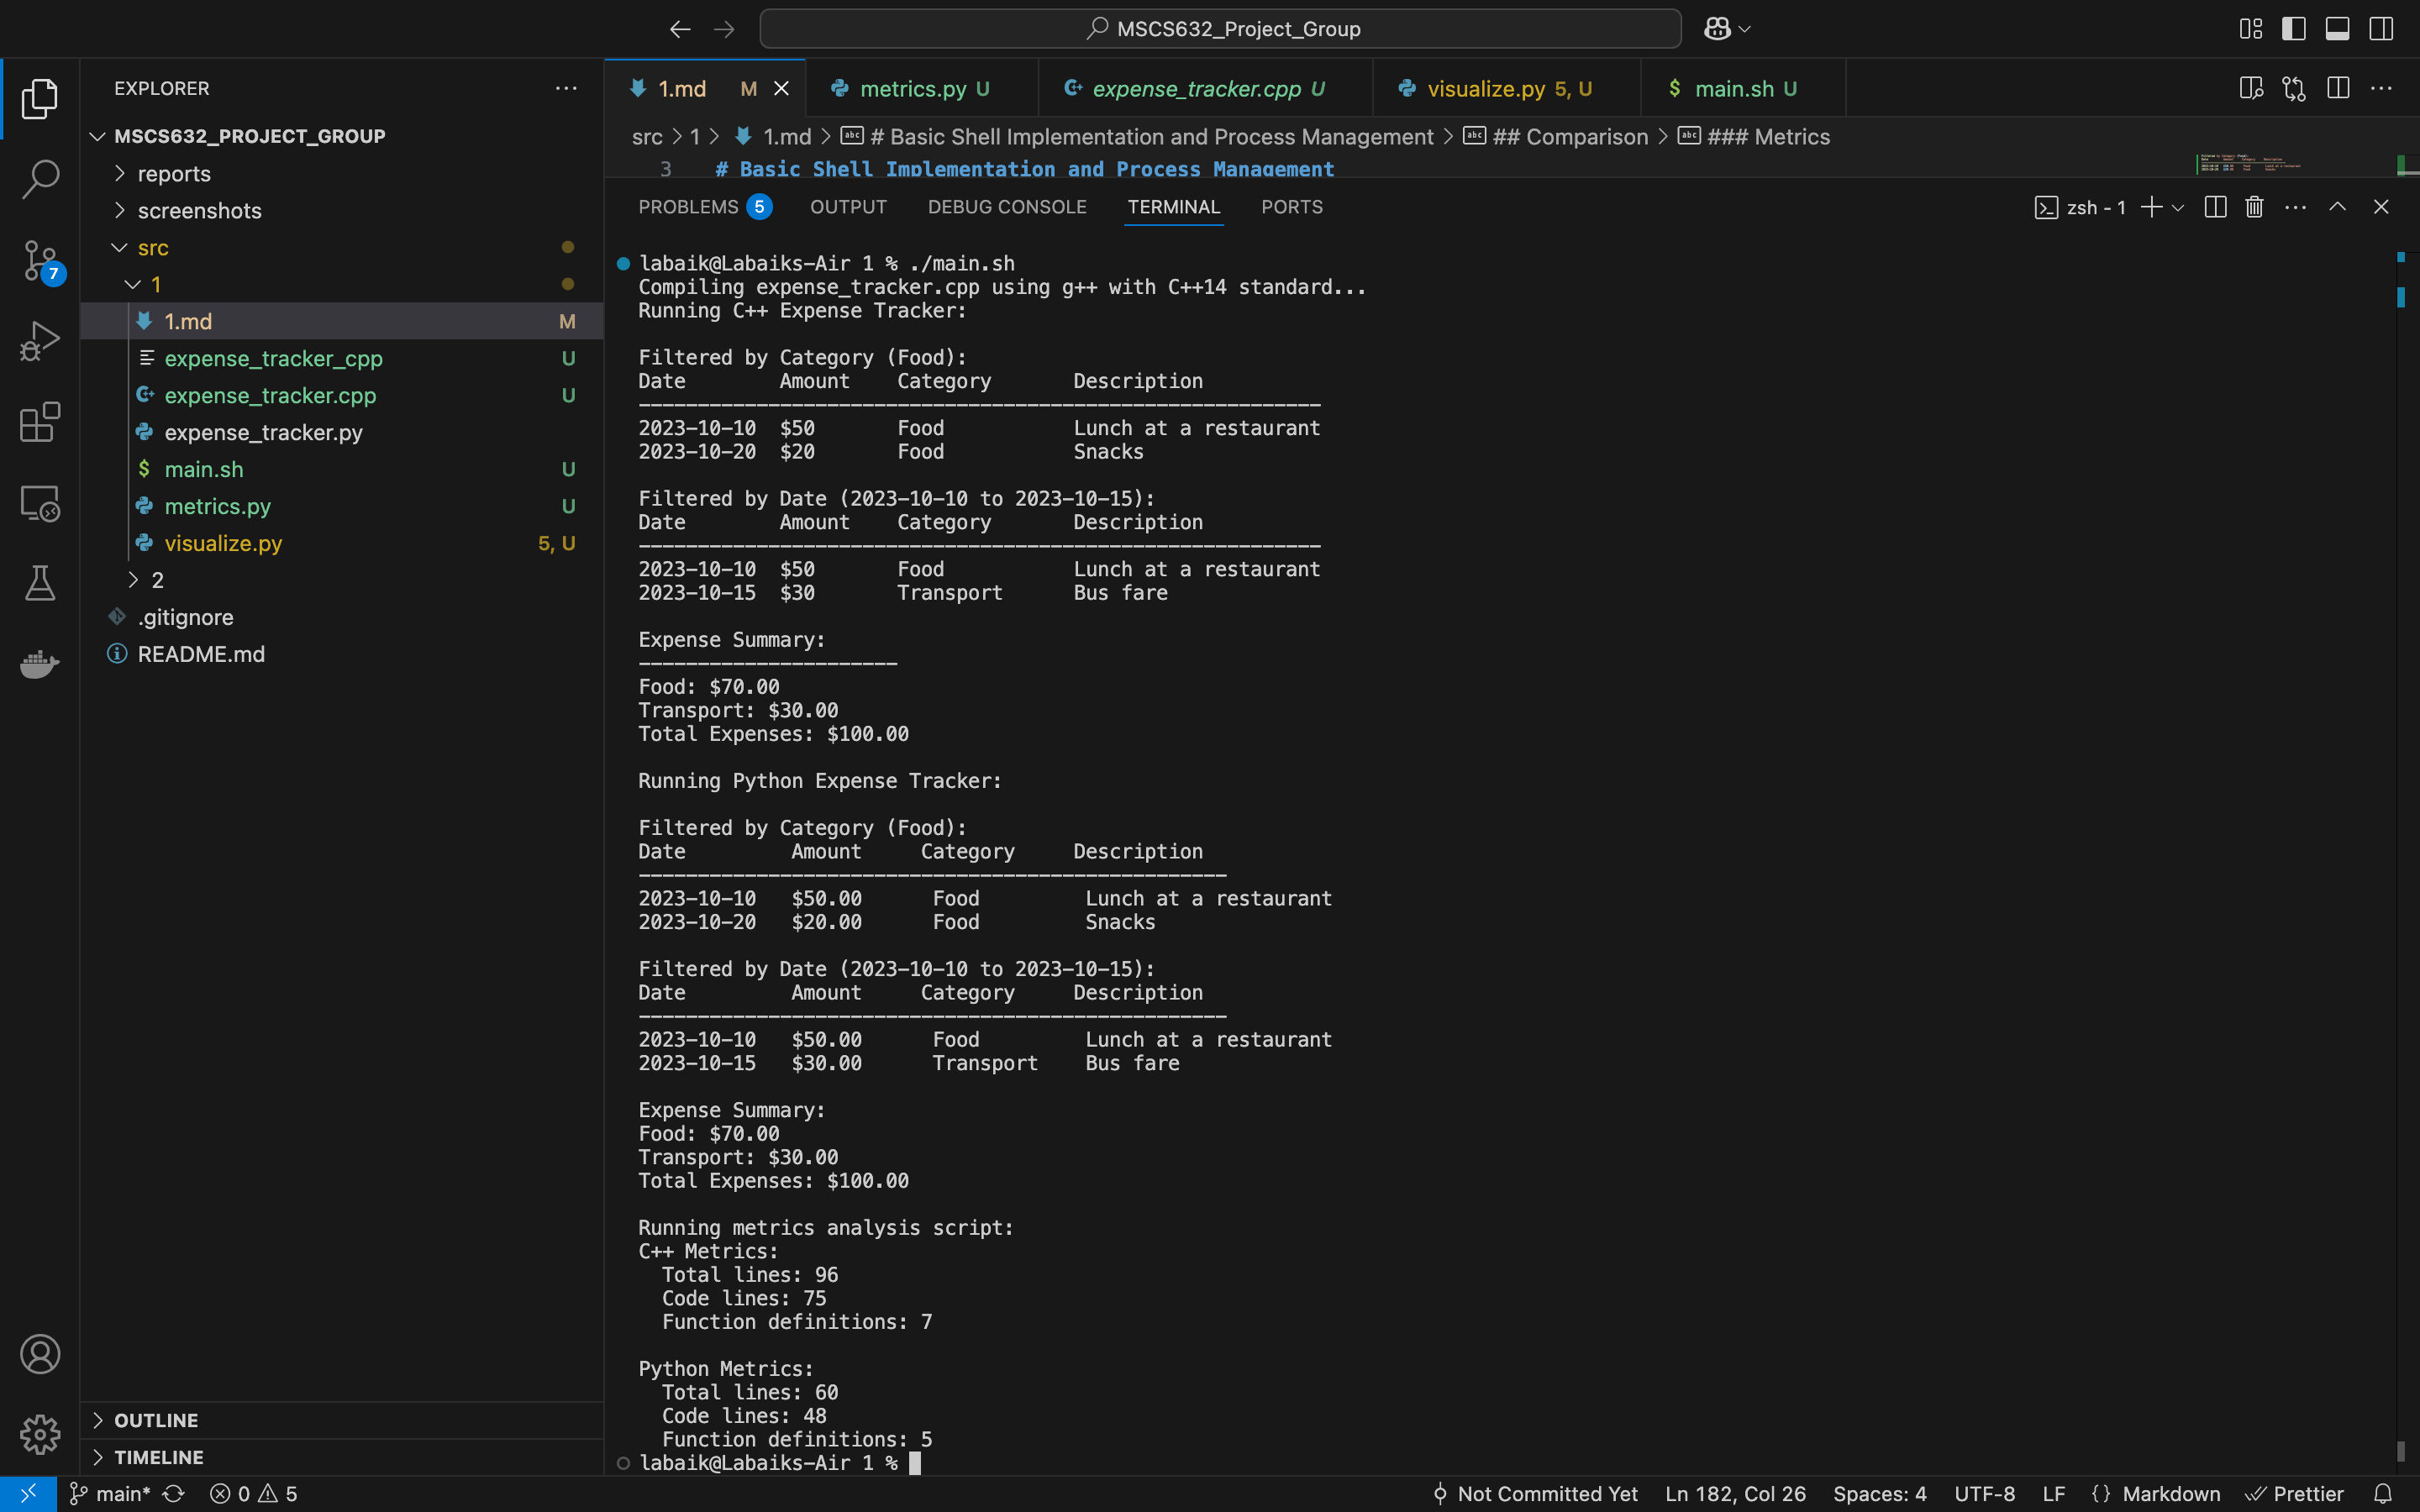 MSCS632_Project_Group
EXPLORER
MSCS632_PROJECT_GROUP
reports
screenshots
src
1
1.md M
expense_tracker_cpp U
expense_tracker.cpp U
expense_tracker.py
main.sh U
metrics.py U
visualize.py 5, U
2
.gitignore
README.md
OUTLINE
TIMELINE
7
1.md M
metrics.py U
expense_tracker.cpp U
visualize.py 5, U
$ main.sh U
src > 1 > 1.md > # Basic Shell Implementation and Process Management > ## Comparison > ### Metrics
3 # Basic Shell Implementation and Process Management
PROBLEMS 5 OUTPUT DEBUG CONSOLE TERMINAL PORTS
zsh - 1
labaik@Labaiks-Air 1 % ./main.sh
Compiling expense_tracker.cpp using g++ with C++14 standard...
Running C++ Expense Tracker:
Filtered by Category (Food):
Date Amount Category Description
----------------------------------------------------------
2023-10-10 $50 Food Lunch at a restaurant
2023-10-20 $20 Food Snacks
Filtered by Date (2023-10-10 to 2023-10-15):
Date Amount Category Description
----------------------------------------------------------
2023-10-10 $50 Food Lunch at a restaurant
2023-10-15 $30 Transport Bus fare
Expense Summary:
----------------------
Food: $70.00
Transport: $30.00
Total Expenses: $100.00
Running Python Expense Tracker:
Filtered by Category (Food):
Date Amount Category Description
--------------------------------------------------
2023-10-10 $50.00 Food Lunch at a restaurant
2023-10-20 $20.00 Food Snacks
Filtered by Date (2023-10-10 to 2023-10-15):
Date Amount Category Description
--------------------------------------------------
2023-10-10 $50.00 Food Lunch at a restaurant
2023-10-15 $30.00 Transport Bus fare
Expense Summary:
Food: $70.00
Transport: $30.00
Total Expenses: $100.00
Running metrics analysis script:
C++ Metrics:
Total lines: 96
Code lines: 75
Function definitions: 7
Python Metrics:
Total lines: 60
Code lines: 48
Function definitions: 5
labaik@Labaiks-Air 1 %
main* 0 5
Not Committed Yet Ln 182, Col 26 Spaces: 4 UTF-8 LF {} Markdown Prettier